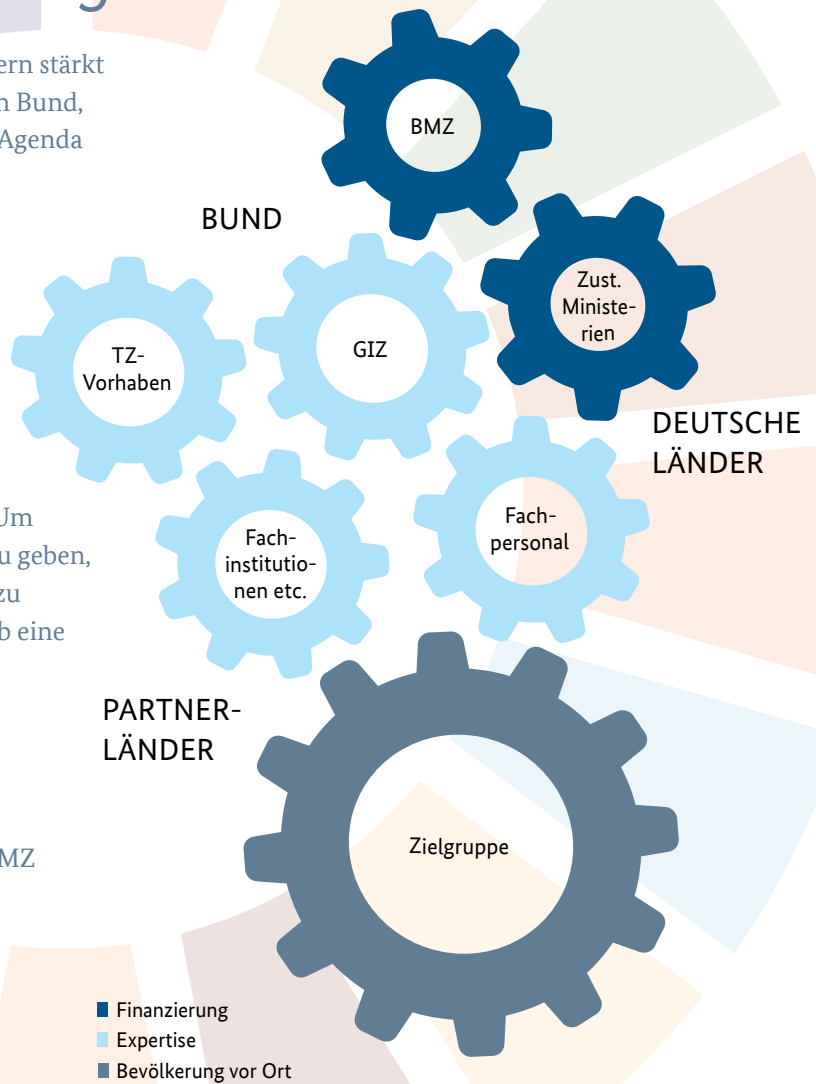 ern stärkt
n Bund,
Agenda
BMZ
BUND
Zust.
Ministe-
rien
TZ-
Vorhaben
GIZ
DEUTSCHE
LÄNDER
Um
u geben,
zu
b eine
Fach-
institutio-
nen etc.
Fach-
personal
PARTNER-
LÄNDER
Zielgruppe
MZ
Finanzierung
Expertise
Bevölkerung vor Ort